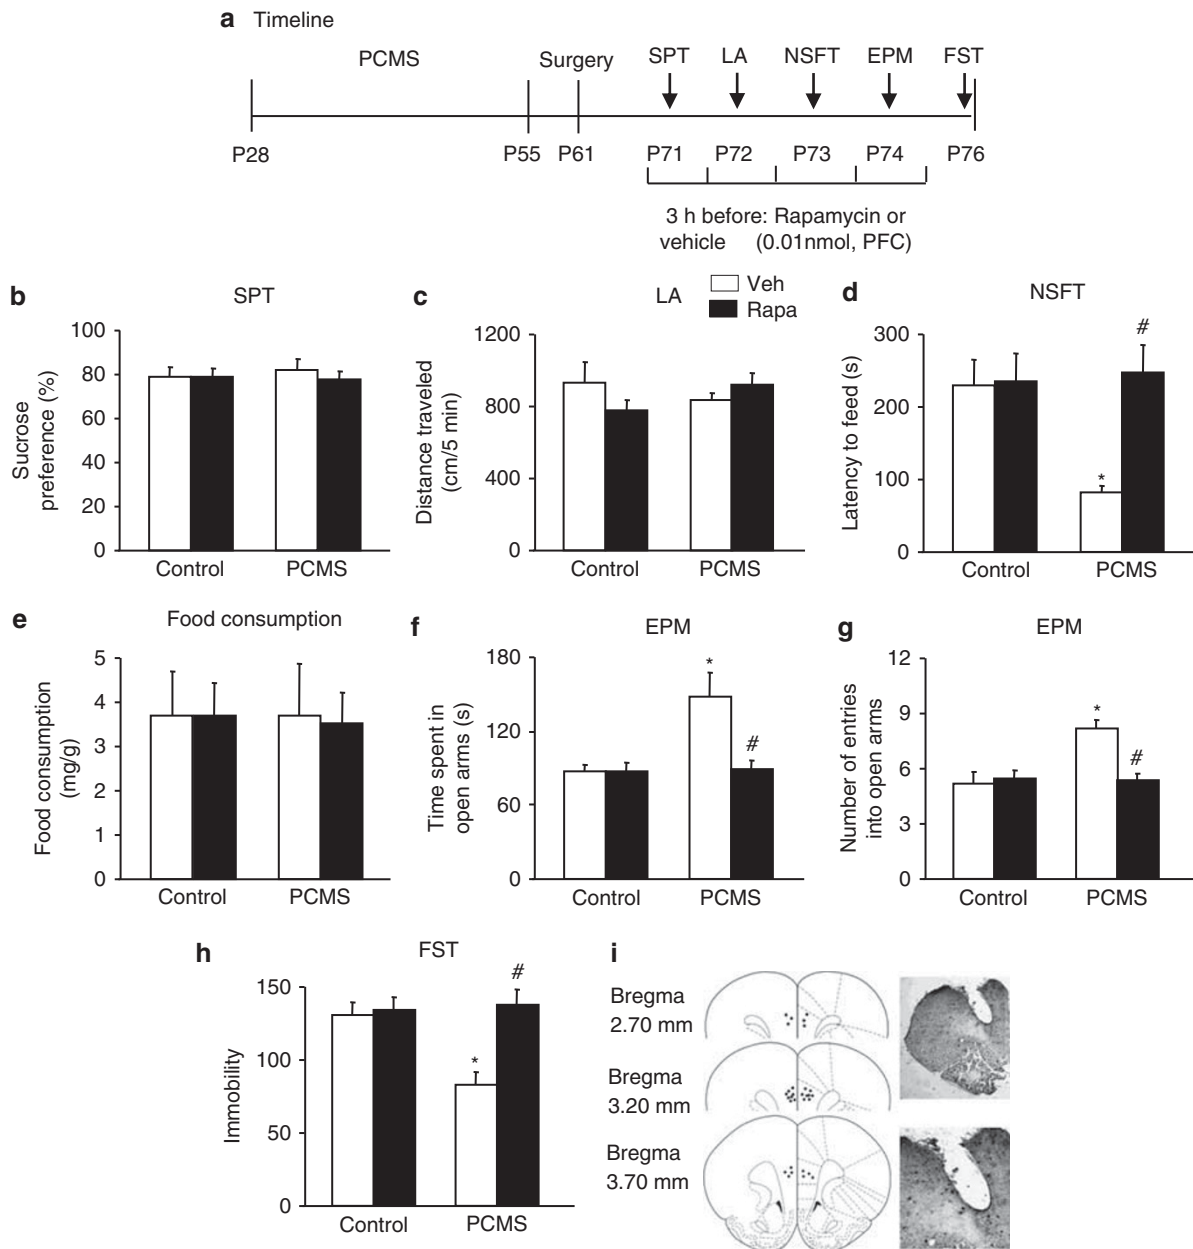 a Timeline
PCMS Surgery SPT LA NSFT EPM FST
P28 P55 P61 P71 P72 P73 P74 P76
3 h before: Rapamycin or
vehicle (0.01nmol, PFC)
Veh
Rapa
b SPT
Sucrose
preference (%)
100
80
60
40
20
0
Control PCMS
c LA
Distance traveled
(cm/5 min)
1200
800
400
0
Control PCMS
d NSFT
Latency to feed (s)
300
200
100
0
#
*
Control PCMS
e Food consumption
Food consumption
(mg/g)
5
4
3
2
1
0
Control PCMS
f EPM
Time spent in
open arms (s)
180
120
60
0
*
#
Control PCMS
g EPM
Number of entries
into open arms
12
9
6
3
0
*
#
Control PCMS
h FST
Immobility
150
100
50
0
#
*
Control PCMS
i
Bregma
2.70 mm
Bregma
3.20 mm
Bregma
3.70 mm